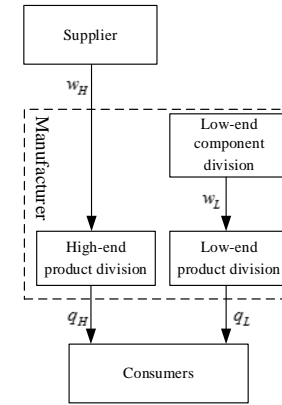 Supplier
w_H
Manufacturer
Low-end
component
division
w_L
High-end
product division
Low-end
product division
q_H
q_L
Consumers